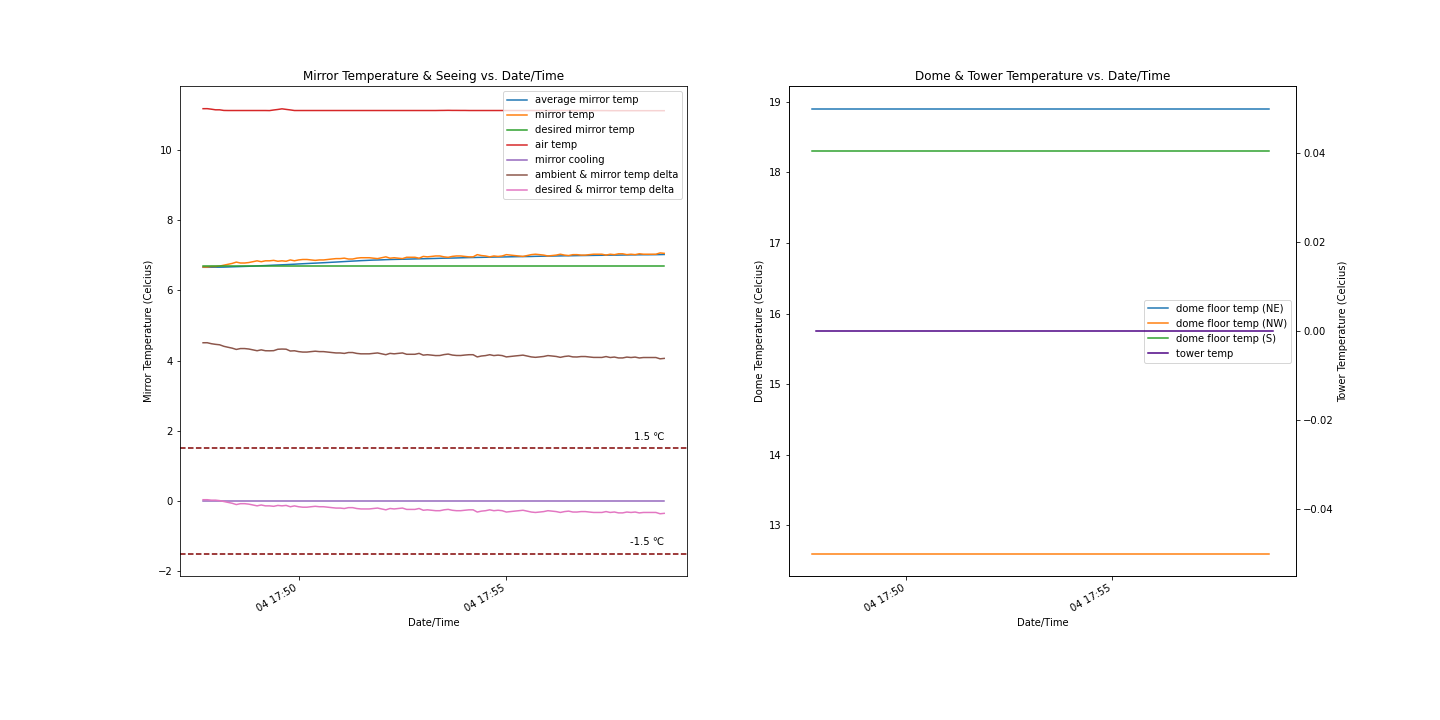 Mirror Temperature & Seeing vs. Date/Time
average mirror temp
mirror temp
desired mirror temp
air temp
mirror cooling
ambient & mirror temp delta
desired & mirror temp delta
10
8
6
4
2
0
−2
Mirror Temperature (Celcius)
1.5 ℃
-1.5 ℃
04 17:50
04 17:55
Date/Time
Dome & Tower Temperature vs. Date/Time
19
18
17
16
15
14
13
Dome Temperature (Celcius)
dome floor temp (NE)
dome floor temp (NW)
dome floor temp (S)
tower temp
0.04
0.02
0.00
−0.02
−0.04
Tower Temperature (Celcius)
04 17:50
04 17:55
Date/Time